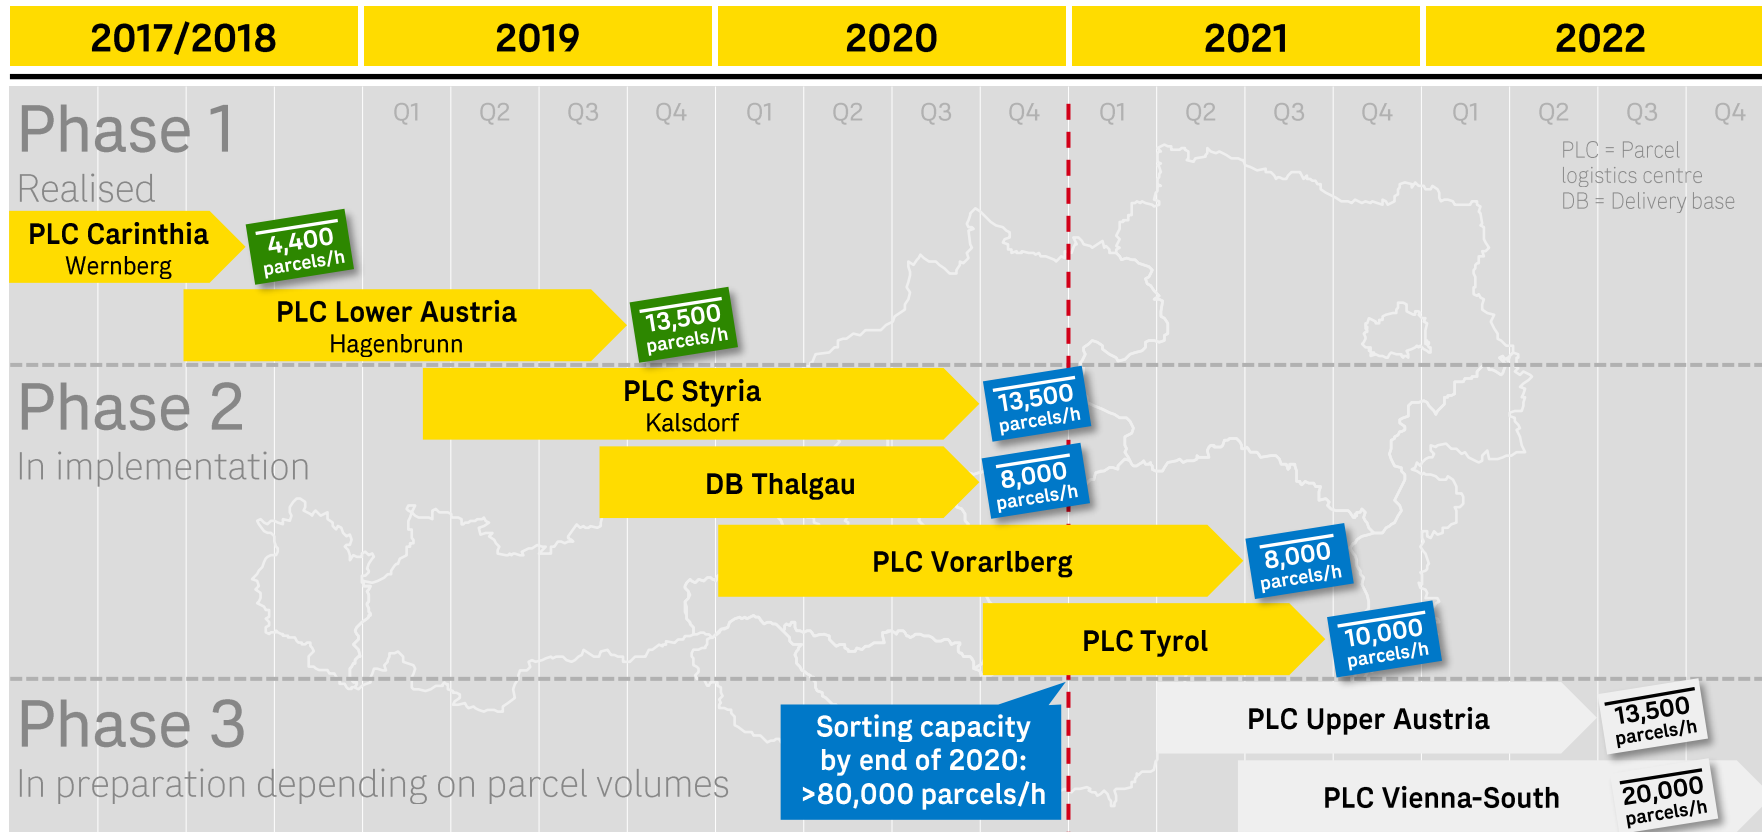 2017/2018 2019 2020 2021 2022
Q1 Q2 Q3 Q4 Q1 Q2 Q3 Q4 Q1 Q2 Q3 Q4 Q1 Q2 Q3 Q4
Phase 1
Realised
PLC = Parcel
logistics centre
DB = Delivery base
PLC Carinthia
Wernberg
4,400
parcels/h
PLC Lower Austria
Hagenbrunn
13,500
parcels/h
Phase 2
In implementation
PLC Styria
Kalsdorf
13,500
parcels/h
DB Thalgau
8,000
parcels/h
PLC Vorarlberg
8,000
parcels/h
PLC Tyrol
10,000
parcels/h
Phase 3
In preparation depending on parcel volumes
Sorting capacity
by end of 2020:
>80,000 parcels/h
PLC Upper Austria
13,500
parcels/h
PLC Vienna-South
20,000
parcels/h